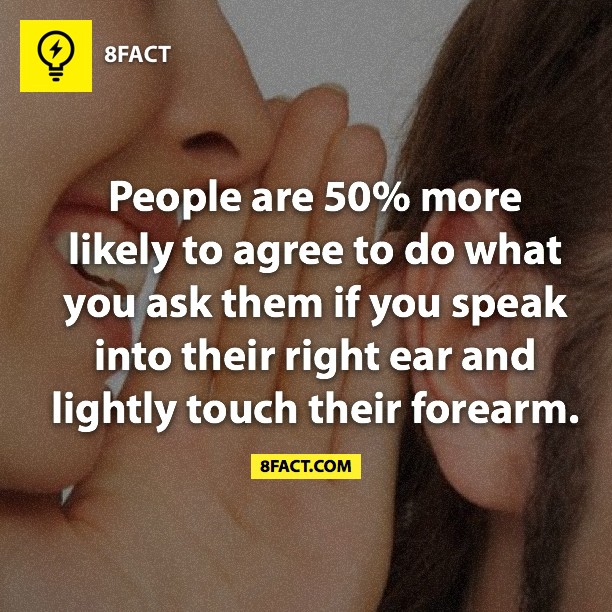 8FACT
People are 50% more
likely to agree to do what
you ask them if you speak
into their right ear and
lightly touch their forearm.
8FACT.COM